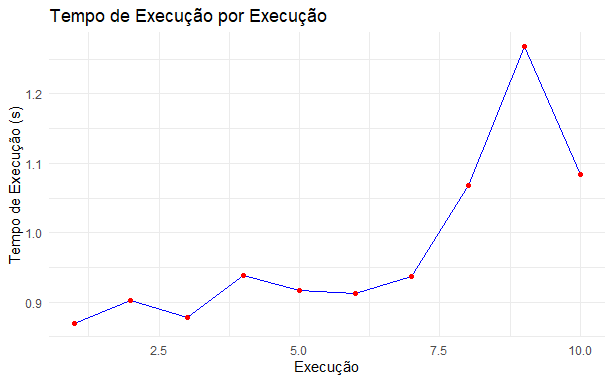 Tempo de Execução por Execução
Tempo de Execução (s)
1.2
1.1
1.0
0.9
2.5 5.0 7.5 10.0
Execução